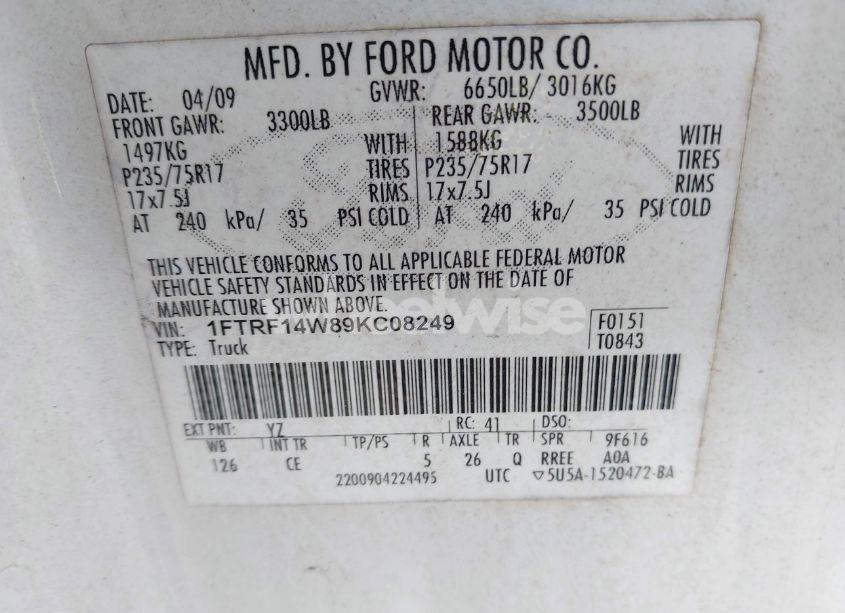 MFD. BY FORD MOTOR CO.
DATE: 04/09 GVWR: 6650LB/ 3016KG
FRONT GAWR: 3300LB REAR GAWR: 3500LB
1497KG WITH 1588KG WITH
P235/75R17 TIRES P235/75R17 TIRES
17x7.5J RIMS 17x7.5J RIMS
AT 240 kPa/ 35 PSI COLD AT 240 kPa/ 35 PSI COLD
THIS VEHICLE CONFORMS TO ALL APPLICABLE FEDERAL MOTOR
VEHICLE SAFETY STANDARDS IN EFFECT ON THE DATE OF
MANUFACTURE SHOWN ABOVE.
VIN: 1FTRF14W89KC08249 F0151
TYPE: Truck T0843
EXT PNT: YZ RC: 41 DSO:
WB INT TR TP/PS R AXLE TR SPR 9F616
126 CE 5 26 Q RREE A0A
2200904224495 UTC ▽5U5A-1520472-BA